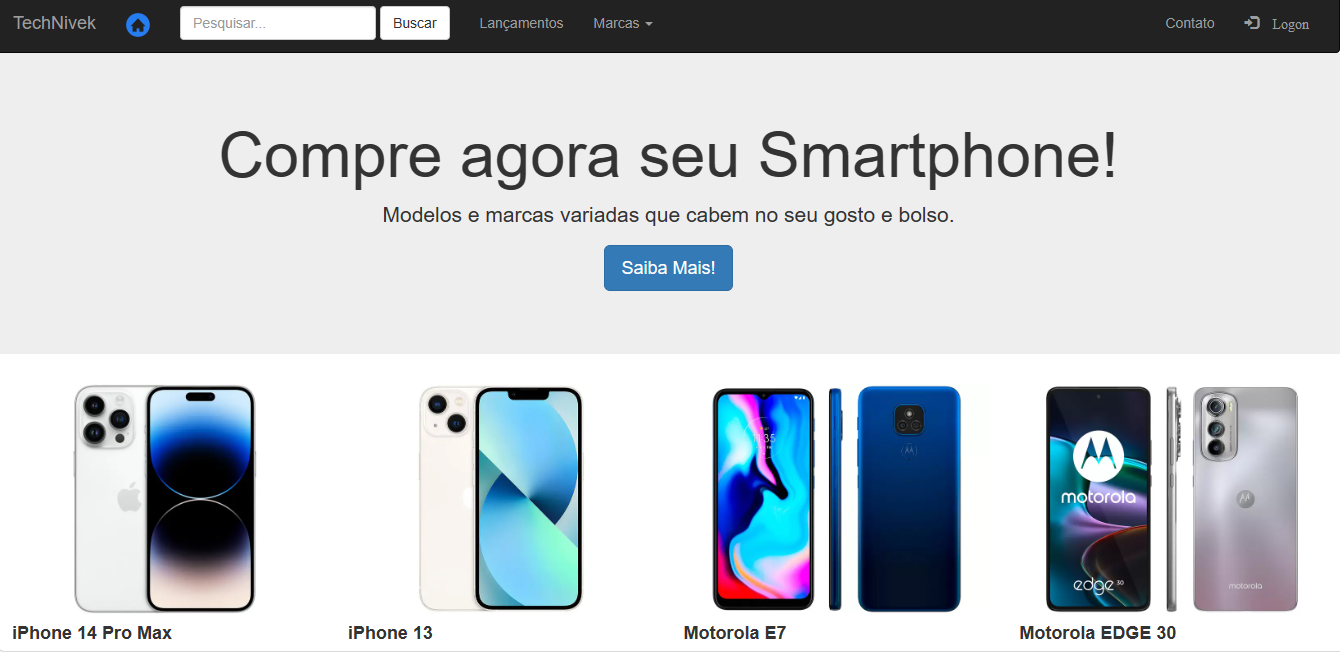 TechNivek Pesquisar... Buscar Lançamentos Marcas Contato Logon
Compre agora seu Smartphone!
Modelos e marcas variadas que cabem no seu gosto e bolso.
Saiba Mais!
motorola
edge 30
motorola
iPhone 14 Pro Max
iPhone 13
Motorola E7
Motorola EDGE 30